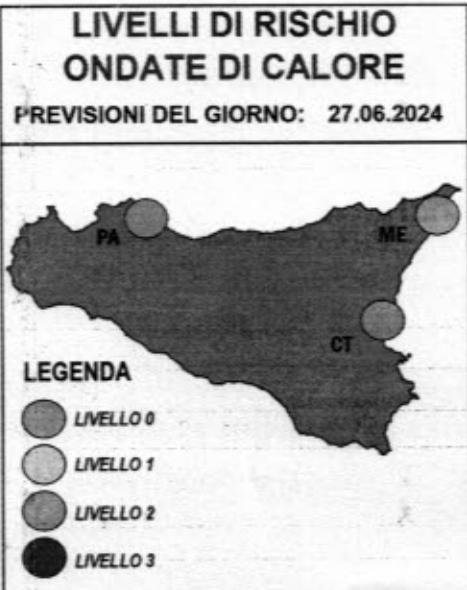 LIVELLI DI RISCHIO
ONDATE DI CALORE
PREVISIONI DEL GIORNO: 27.06.2024
PA
ME
CT
LEGENDA
LIVELLO 0
LIVELLO 1
LIVELLO 2
LIVELLO 3